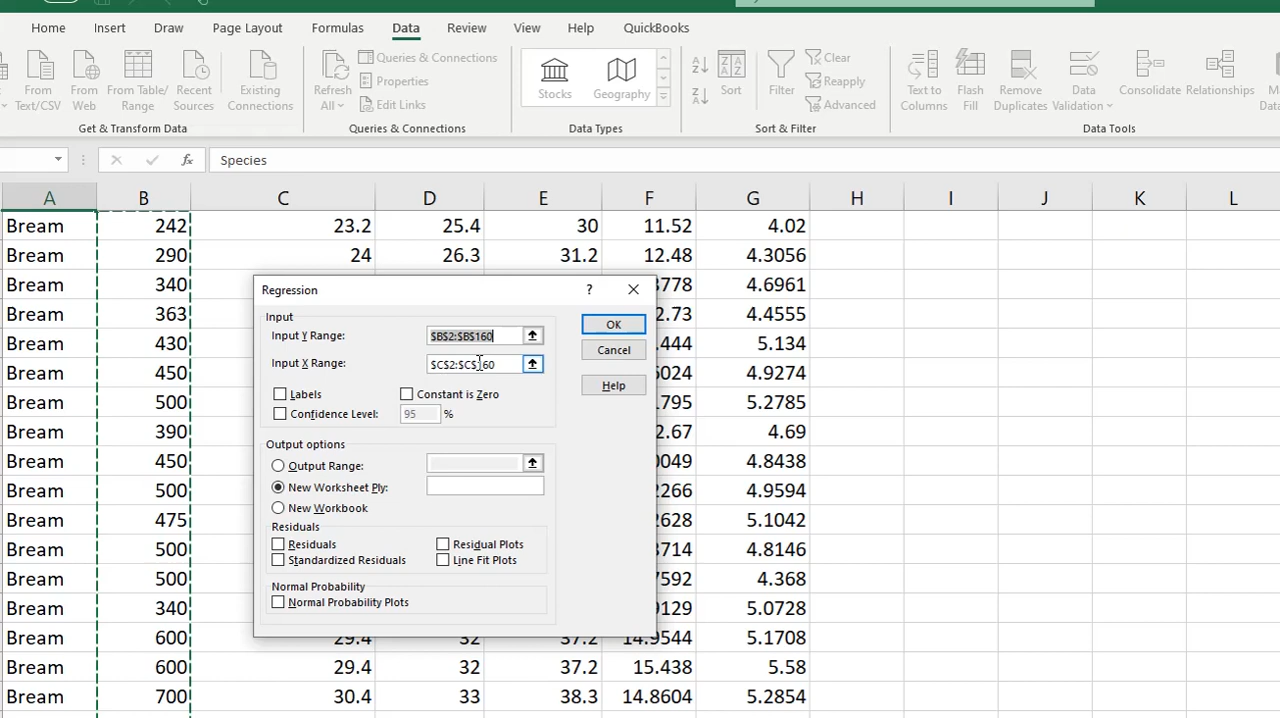 Home Insert Draw Page Layout Formulas Data Review View Help QuickBooks
From Text/CSV
From Web
From Table/ Range
Recent Sources
Existing Connections
Get & Transform Data
Refresh All
Queries & Connections
Properties
Edit Links
Queries & Connections
Stocks
Geography
Data Types
Sort
Filter
Clear
Reapply
Advanced
Sort & Filter
Text to Columns
Flash Fill
Remove Duplicates
Data Validation
Consolidate
Relationships
Data Tools
fx Species
A B C D E F G H I J K L
Bream 242 23.2 25.4 30 11.52 4.02
Bream 290 24 26.3 31.2 12.48 4.3056
Bream 340 4.6961
Bream 363 4.4555
Bream 430 5.134
Bream 450 4.9274
Bream 500 5.2785
Bream 390 4.69
Bream 450 4.8438
Bream 500 4.9594
Bream 475 5.1042
Bream 500 4.8146
Bream 500 4.368
Bream 340 5.0728
Bream 600 29.4 32 37.2 14.9544 5.1708
Bream 600 29.4 32 37.2 15.438 5.58
Bream 700 30.4 33 38.3 14.8604 5.2854
Regression ?
Input
Input Y Range: $B$2:$B$160
Input X Range: $C$2:$C$160
Labels Constant is Zero
Confidence Level: 95 %
OK
Cancel
Help
Output options
Output Range:
New Worksheet Ply:
New Workbook
Residuals
Residuals Residual Plots
Standardized Residuals Line Fit Plots
Normal Probability
Normal Probability Plots